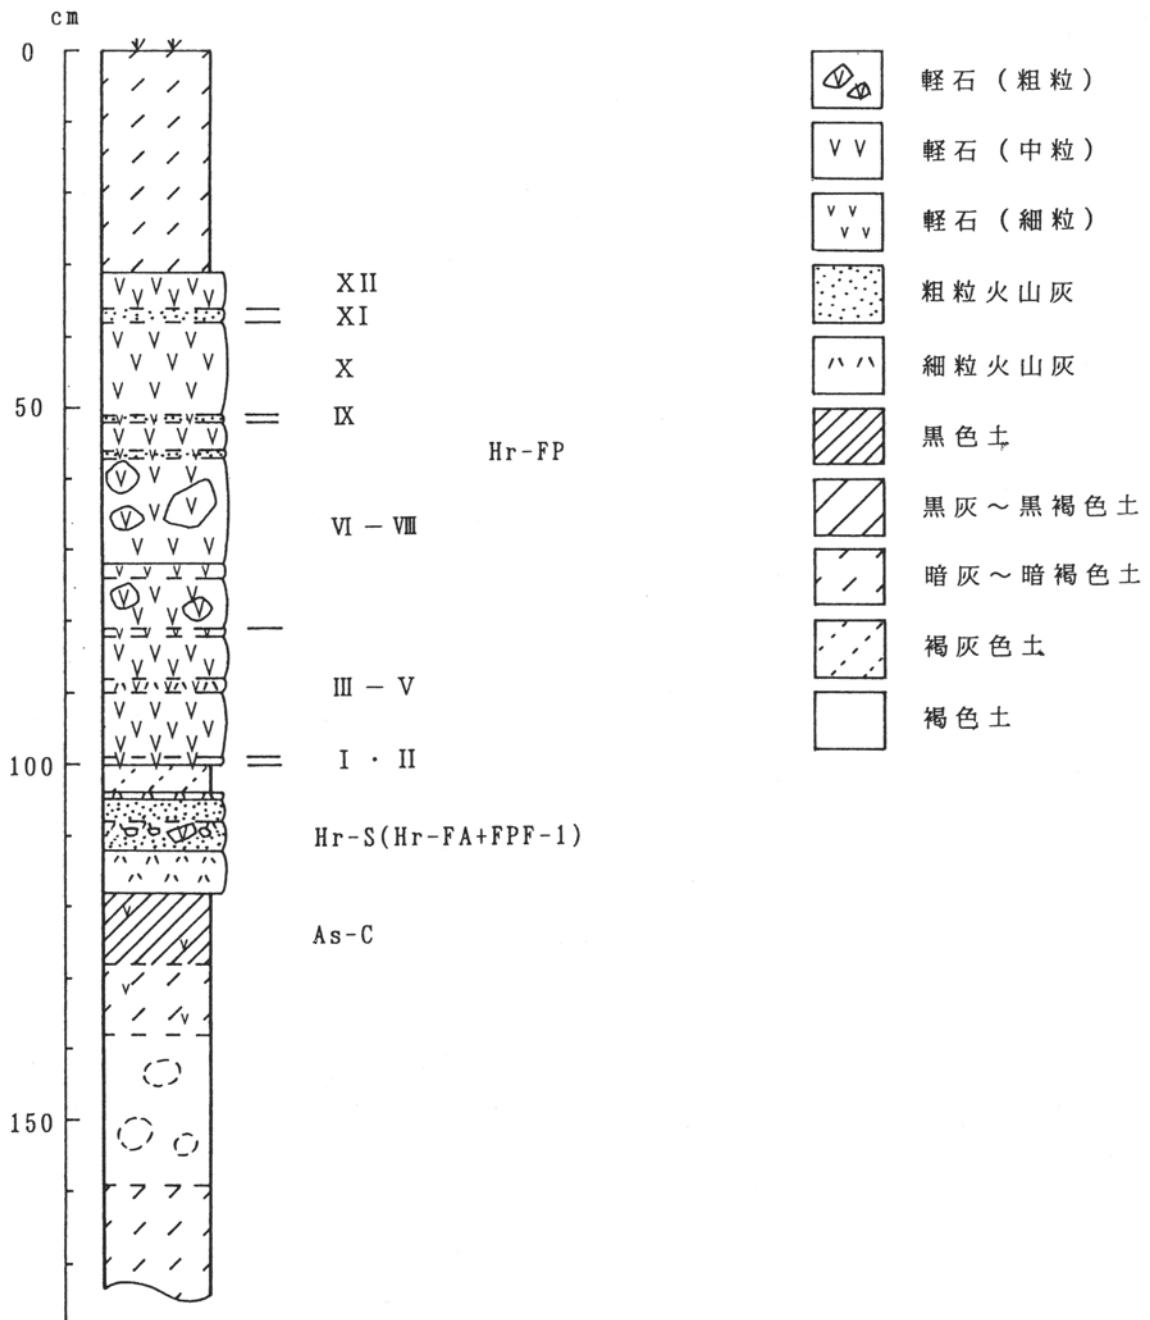 cm
0
50
100
150
XII
XI
X
IX
Hr-FP
VI－VIII
III－V
I・II
Hr-S(Hr-FA+FPF-1)
As-C
軽石（粗粒）
軽石（中粒）
軽石（細粒）
粗粒火山灰
細粒火山灰
黒色土
黒灰～黒褐色土
暗灰～暗褐色土
褐灰色土
褐色土